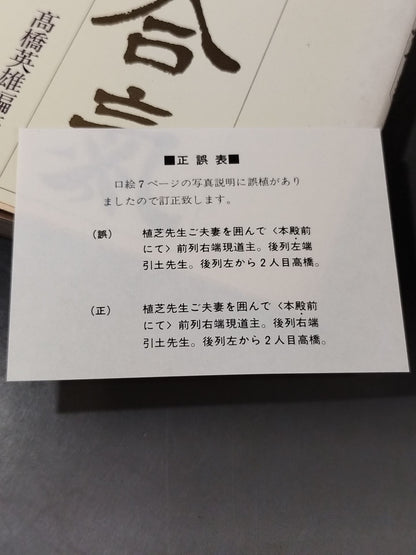 合
髙橋英雄編
■正誤表■
口絵7ページの写真説明に誤植があり
ましたので訂正致します。
(誤) 植芝先生ご夫妻を囲んで〈本殿前
にて〉前列右端現道主。後列左端
引土先生。後列左から2人目高橋。
(正) 植芝先生ご夫妻を囲んで〈本殿前
にて〉前列右端現道主。後列右端
引土先生。後列左から2人目高橋。